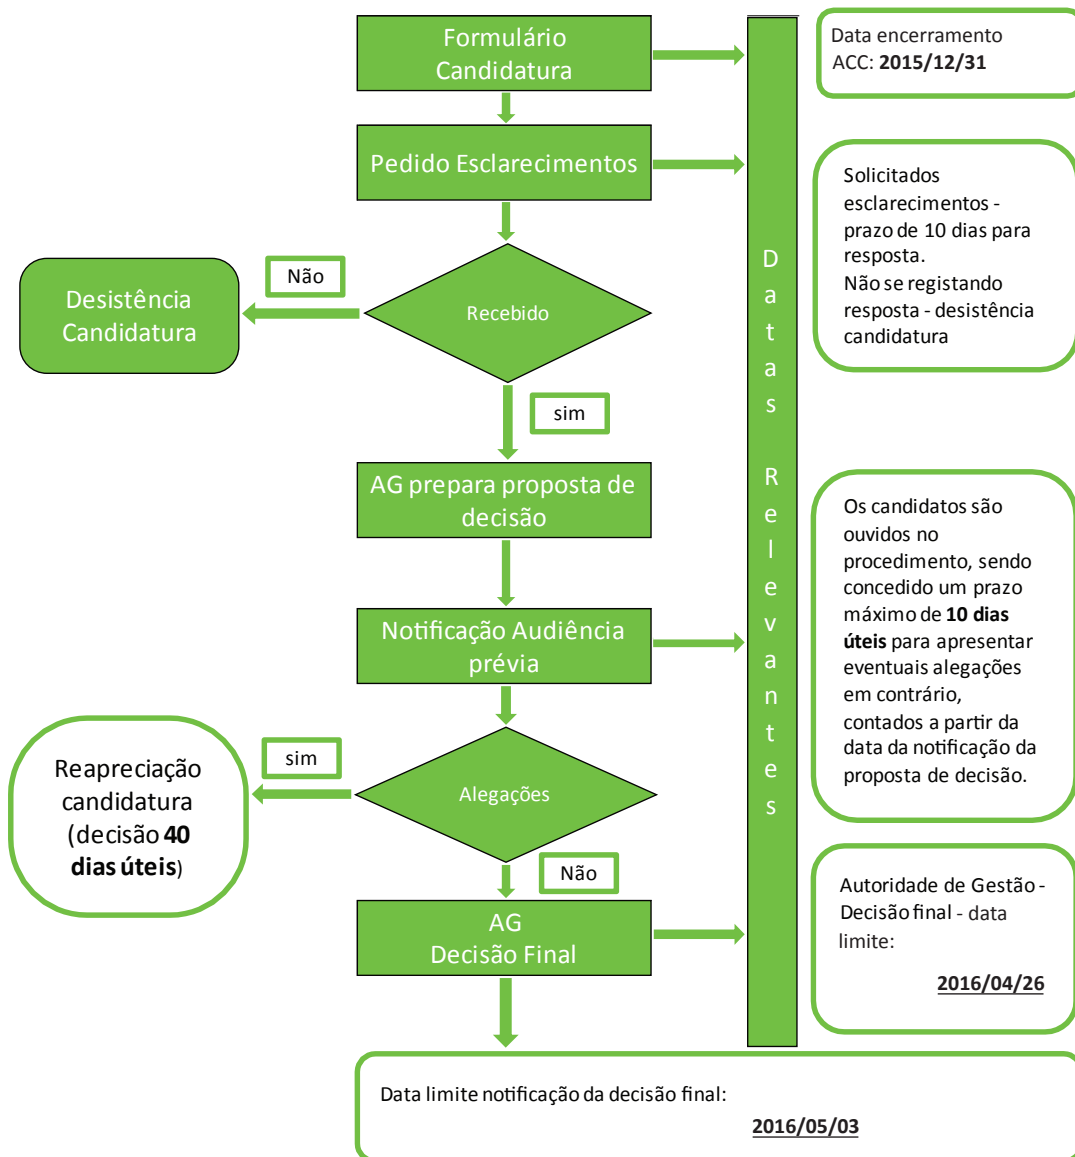 Formulário
Candidatura
Data encerramento
ACC: 2015/12/31
Pedido Esclarecimentos
Solicitados
esclarecimentos -
prazo de 10 dias para
resposta.
Não se registando
resposta - desistência
candidatura
Não
Desistência
Candidatura
Recebido
sim
Datas Relevantes
AG prepara proposta de
decisão
Os candidatos são
ouvidos no
procedimento, sendo
concedido um prazo
máximo de 10 dias
úteis para apresentar
eventuais alegações
em contrário,
contados a partir da
data da notificação da
proposta de decisão.
Notificação Audiência
prévia
sim
Reapreciação
candidatura
(decisão 40
dias úteis)
Alegações
Não
AG
Decisão Final
Autoridade de Gestão -
Decisão final - data
limite:
2016/04/26
Data limite notificação da decisão final:
2016/05/03